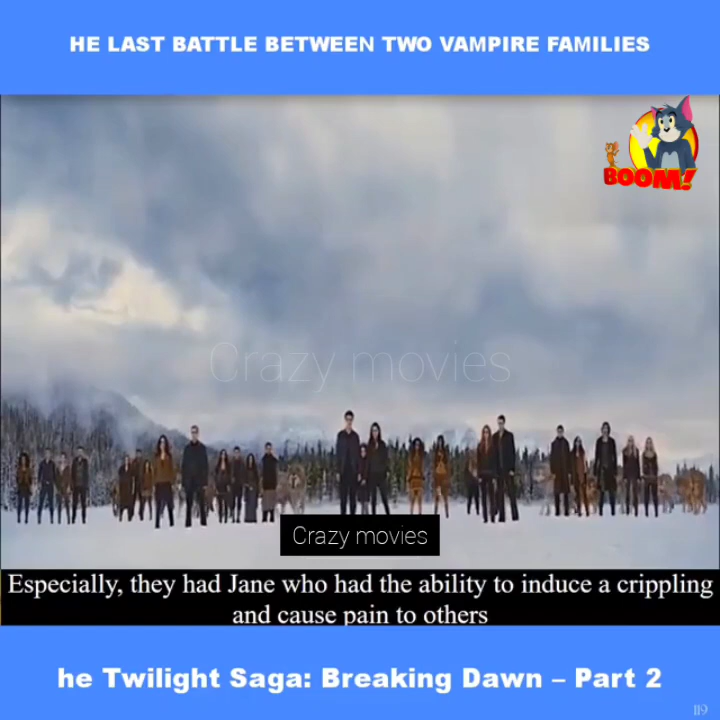 HE LAST BATTLE BETWEEN TWO VAMPIRE FAMILIES
BOOM!
Crazy movies
Crazy movies
Especially, they had Jane who had the ability to induce a crippling
and cause pain to others
he Twilight Saga: Breaking Dawn – Part 2
119